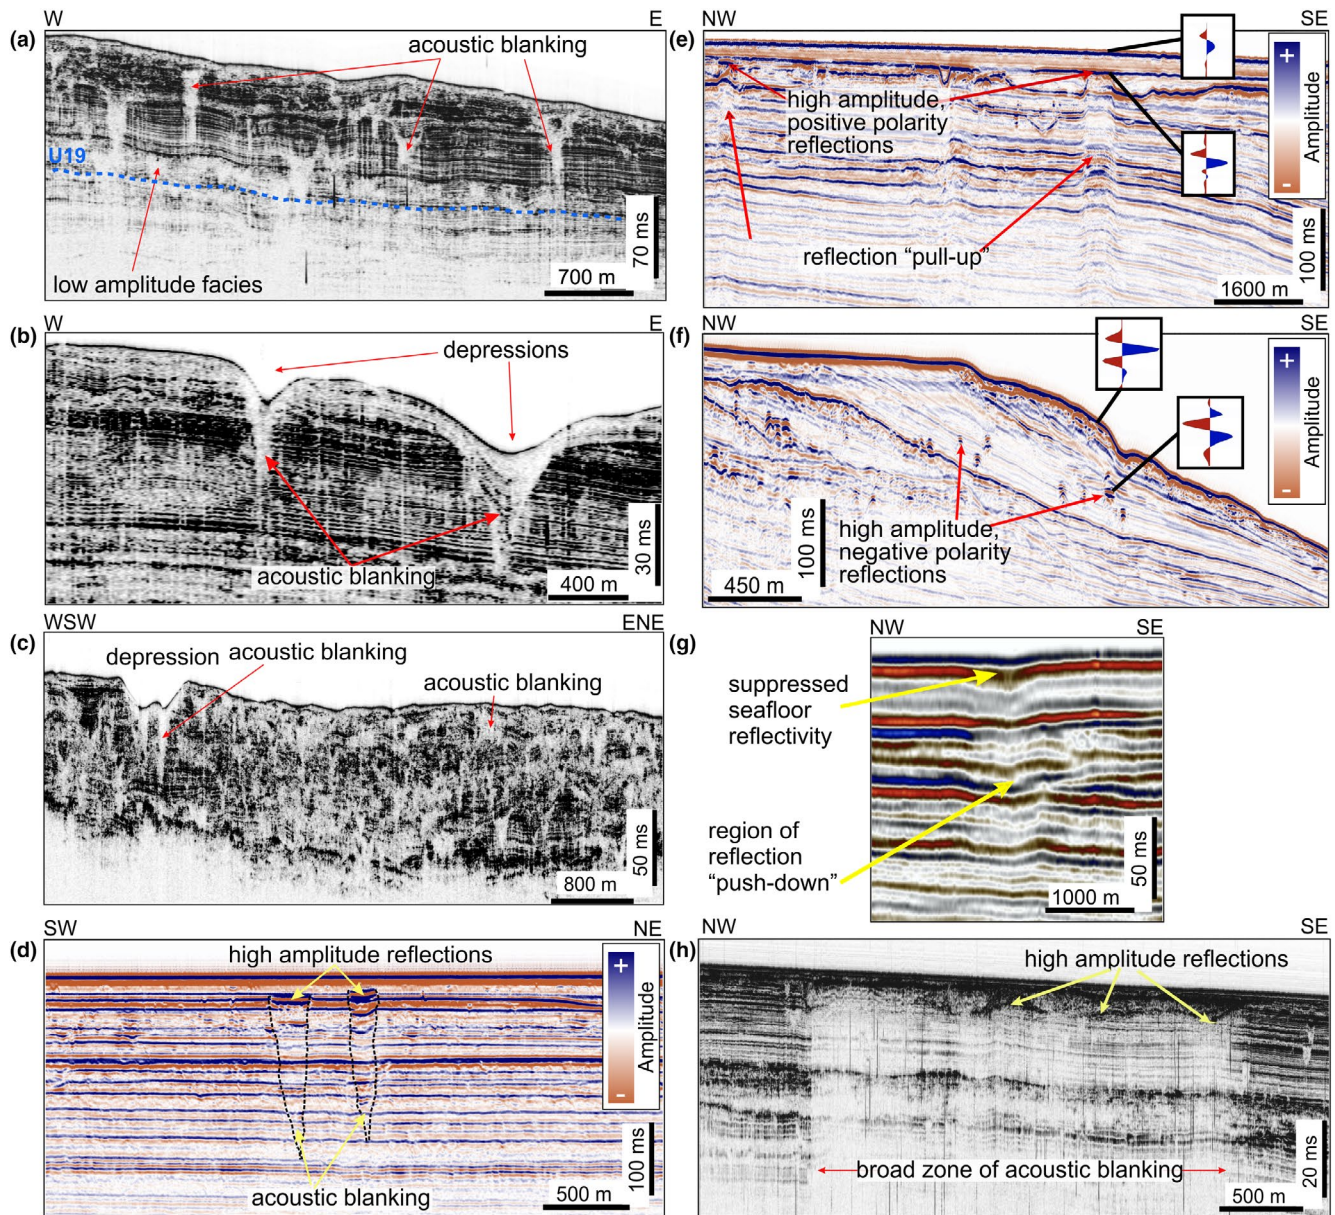 (a)
W
E
acoustic blanking
U19
low amplitude facies
70 ms
700 m
(b)
W
E
depressions
acoustic blanking
30 ms
400 m
(c)
WSW
ENE
depression
acoustic blanking
acoustic blanking
50 ms
800 m
(d)
SW
NE
high amplitude reflections
+
Amplitude
-
acoustic blanking
100 ms
500 m
(e)
NW
SE
high amplitude,
positive polarity
reflections
reflection "pull-up"
+
Amplitude
-
100 ms
1600 m
(f)
NW
SE
high amplitude,
negative polarity
reflections
+
Amplitude
-
100 ms
450 m
(g)
NW
SE
suppressed
seafloor
reflectivity
region of
reflection
"push-down"
50 ms
1000 m
(h)
NW
SE
high amplitude reflections
broad zone of acoustic blanking
20 ms
500 m